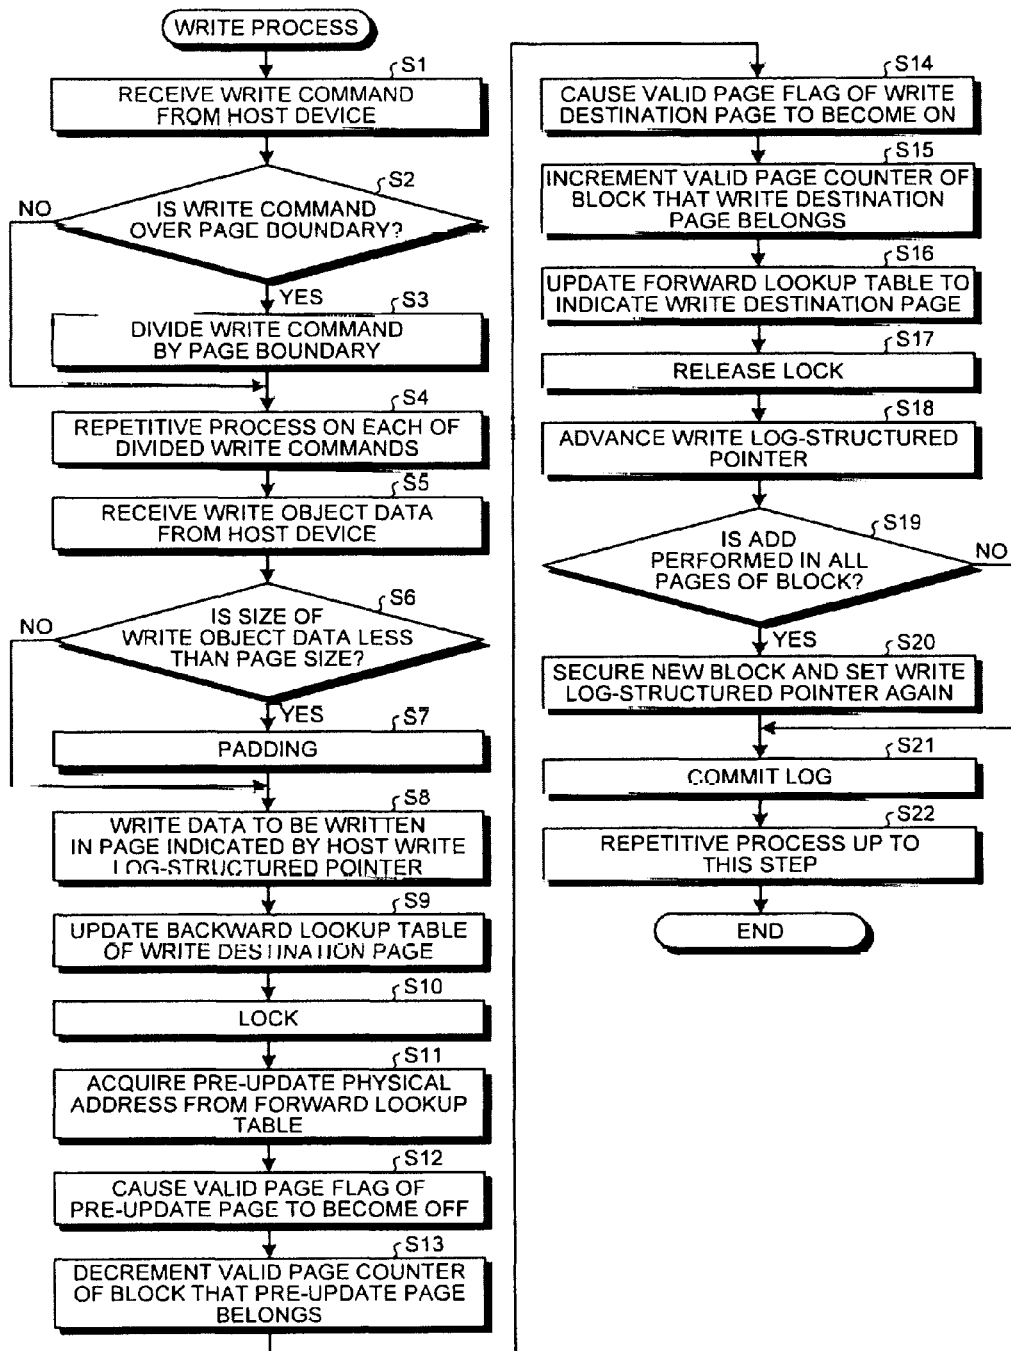 WRITE PROCESS
S1
RECEIVE WRITE COMMAND
FROM HOST DEVICE
S2
NO
IS WRITE COMMAND
OVER PAGE BOUNDARY?
YES
S3
DIVIDE WRITE COMMAND
BY PAGE BOUNDARY
S4
REPETITIVE PROCESS ON EACH OF
DIVIDED WRITE COMMANDS
S5
RECEIVE WRITE OBJECT DATA
FROM HOST DEVICE
S6
NO
IS SIZE OF
WRITE OBJECT DATA LESS
THAN PAGE SIZE?
YES
S7
PADDING
S8
WRITE DATA TO BE WRITTEN
IN PAGE INDICATED BY HOST WRITE
LOG-STRUCTURED POINTER
S9
UPDATE BACKWARD LOOKUP TABLE
OF WRITE DESTINATION PAGE
S10
LOCK
S11
ACQUIRE PRE-UPDATE PHYSICAL
ADDRESS FROM FORWARD LOOKUP
TABLE
S12
CAUSE VALID PAGE FLAG OF
PRE-UPDATE PAGE TO BECOME OFF
S13
DECREMENT VALID PAGE COUNTER
OF BLOCK THAT PRE-UPDATE PAGE
BELONGS
S14
CAUSE VALID PAGE FLAG OF WRITE
DESTINATION PAGE TO BECOME ON
S15
INCREMENT VALID PAGE COUNTER OF
BLOCK THAT WRITE DESTINATION
PAGE BELONGS
S16
UPDATE FORWARD LOOKUP TABLE TO
INDICATE WRITE DESTINATION PAGE
S17
RELEASE LOCK
S18
ADVANCE WRITE LOG-STRUCTURED
POINTER
S19
IS ADD
PERFORMED IN ALL
PAGES OF BLOCK?
NO
YES
S20
SECURE NEW BLOCK AND SET WRITE
LOG-STRUCTURED POINTER AGAIN
S21
COMMIT LOG
S22
REPETITIVE PROCESS UP TO
THIS STEP
END